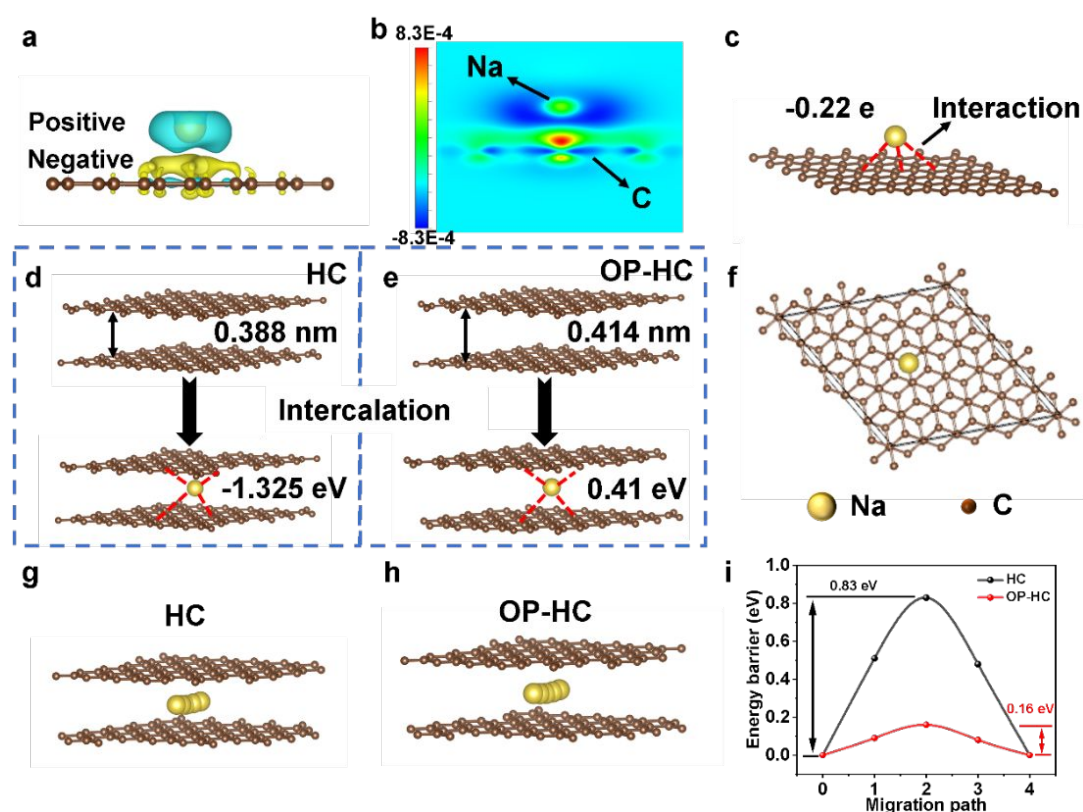 a
Positive
Negative
b
8.3E-4
-8.3E-4
Na
C
c
-0.22 e
Interaction
d
HC
0.388 nm
e
OP-HC
0.414 nm
Intercalation
-1.325 eV
0.41 eV
f
Na
C
g
HC
h
OP-HC
i
Energy barrier (eV)
1.0
0.8
0.6
0.4
0.2
0.0
0.83 eV
HC
OP-HC
0.16 eV
0 1 2 3 4
Migration path